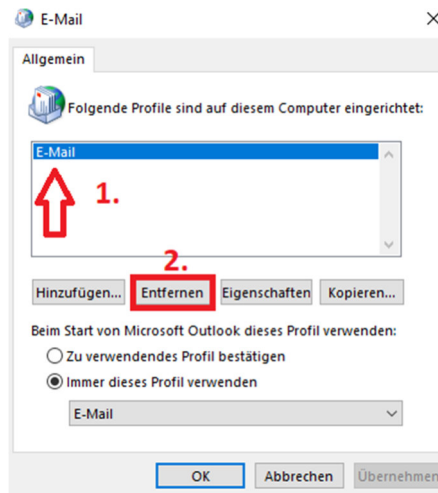 E-Mail
Allgemein
Folgende Profile sind auf diesem Computer eingerichtet:
E-Mail
1.
2.
Hinzufügen... Entfernen Eigenschaften Kopieren...
Beim Start von Microsoft Outlook dieses Profil verwenden:
Zu verwendendes Profil bestätigen
Immer dieses Profil verwenden
E-Mail
OK Abbrechen Übernehmen